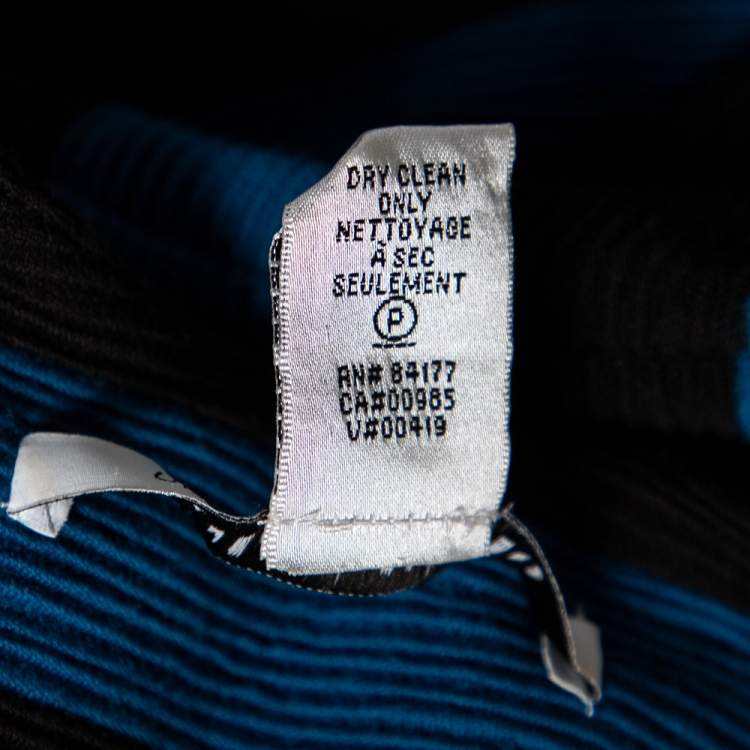 DRY CLEAN
ONLY
NETTOYAGE
À SEC
SEULEMENT
P
RN# 84177
CA#00985
V#00419